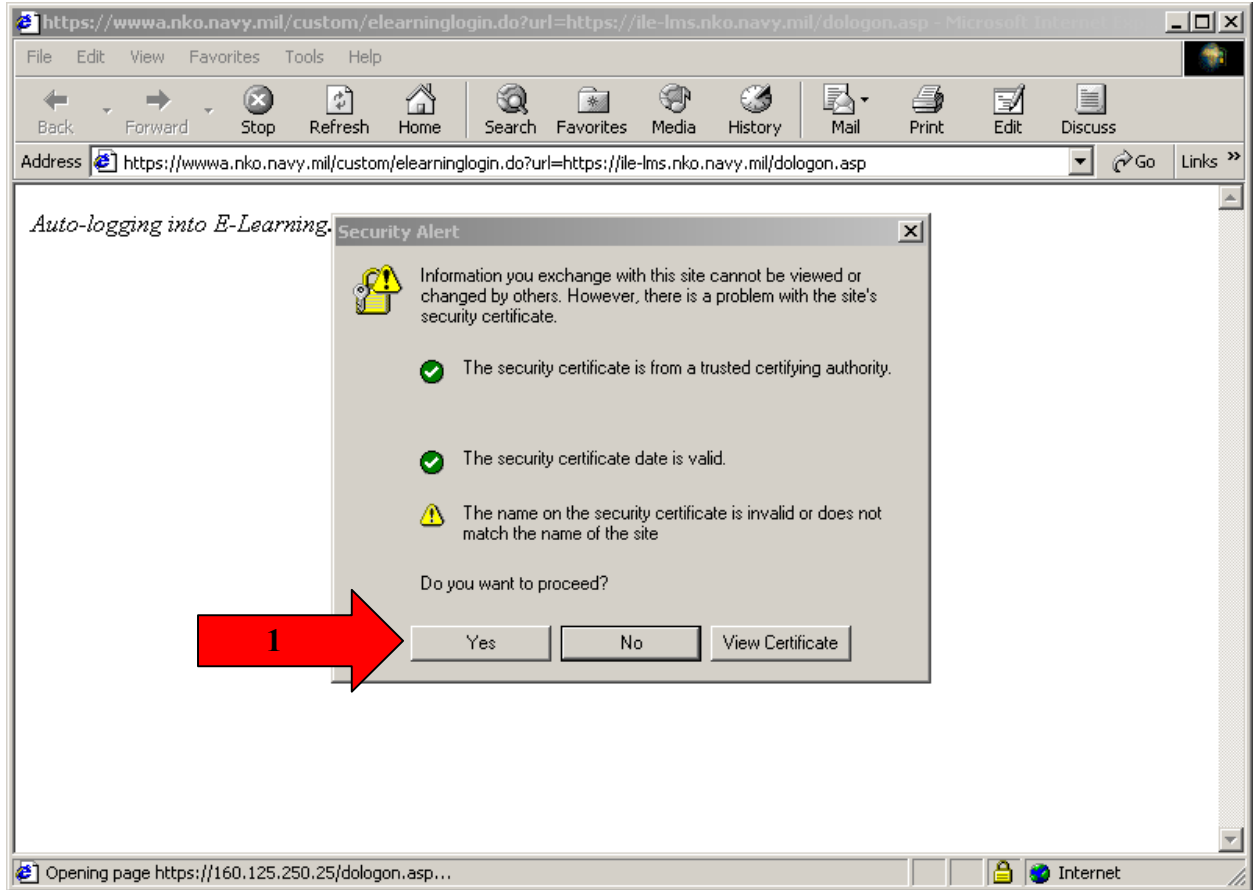 https://wwwa.nko.navy.mil/custom/elearninglogin.do?url=https://ile-lms.nko.navy.mil/dologon.asp - Microsoft Internet
File Edit View Favorites Tools Help
Back Forward Stop Refresh Home Search Favorites Media History Mail Print Edit Discuss
Address https://wwwa.nko.navy.mil/custom/elearninglogin.do?url=https://ile-lms.nko.navy.mil/dologon.asp Go Links »
Auto-logging into E-Learning.
Security Alert
Information you exchange with this site cannot be viewed or
changed by others. However, there is a problem with the site's
security certificate.
The security certificate is from a trusted certifying authority.
The security certificate date is valid.
The name on the security certificate is invalid or does not
match the name of the site
Do you want to proceed?
1
Yes No View Certificate
Opening page https://160.125.250.25/dologon.asp... Internet